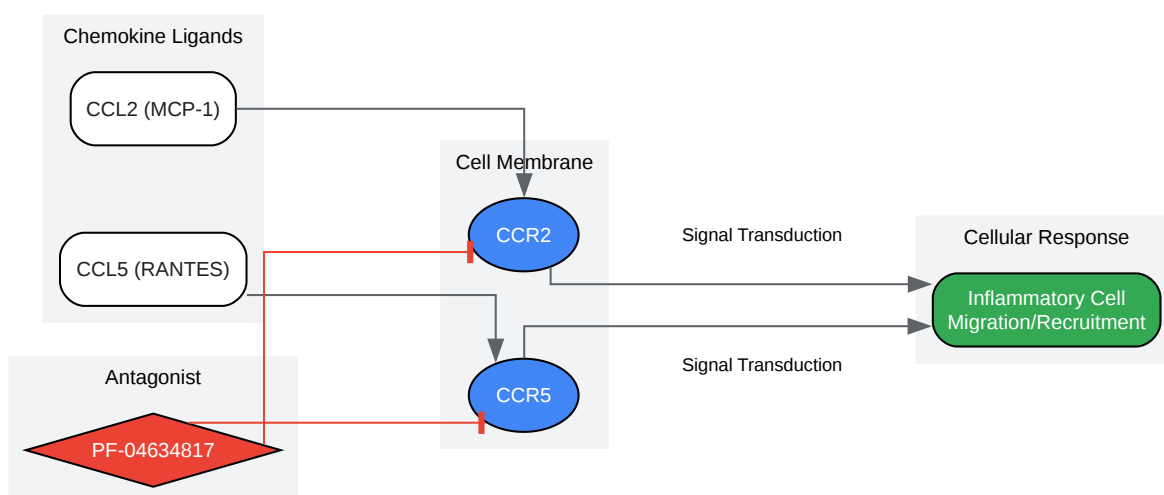 Chemokine Ligands
CCL2 (MCP-1)
CCL5 (RANTES)
Antagonist
PF-04634817
Cell Membrane
CCR2
CCR5
Signal Transduction
Signal Transduction
Cellular Response
Inflammatory Cell
Migration/Recruitment